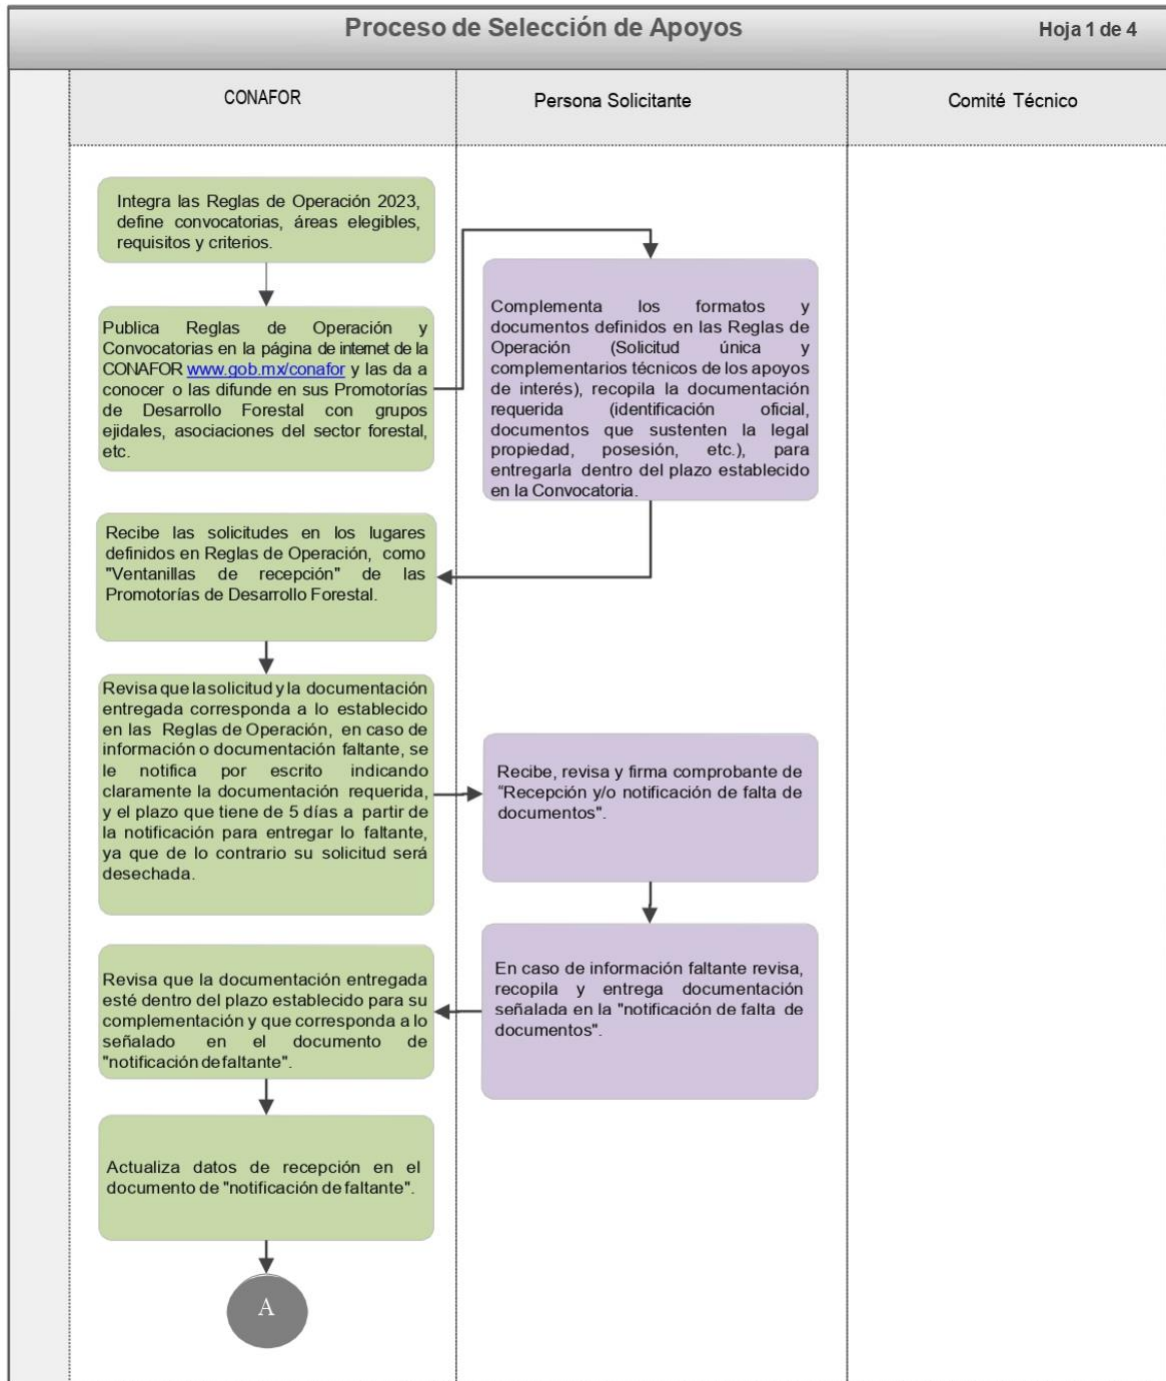 Proceso de Selección de Apoyos
Hoja 1 de 4
CONAFOR
Persona Solicitante
Comité Técnico
Integra las Reglas de Operación 2023,
define convocatorias, áreas elegibles,
requisitos y criterios.
Publica Reglas de Operación y
Convocatorias en la página de internet de la
CONAFOR www.gob.mx/conafor y las da a
conocer o las difunde en sus Promotorías
de Desarrollo Forestal con grupos
ejidales, asociaciones del sector forestal,
etc.
Complementa los formatos y
documentos definidos en las Reglas de
Operación (Solicitud única y
complementarios técnicos de los apoyos
de interés), recopila la documentación
requerida (identificación oficial,
documentos que sustenten la legal
propiedad, posesión, etc.), para
entregarla dentro del plazo establecido
en la Convocatoria.
Recibe las solicitudes en los lugares
definidos en Reglas de Operación, como
"Ventanillas de recepción" de las
Promotorías de Desarrollo Forestal.
Revisa que la solicitud y la documentación
entregada corresponda a lo establecido
en las Reglas de Operación, en caso de
información o documentación faltante, se
le notifica por escrito indicando
claramente la documentación requerida,
y el plazo que tiene de 5 días a partir de
la notificación para entregar lo faltante,
ya que de lo contrario su solicitud será
desechada.
Recibe, revisa y firma comprobante de
"Recepción y/o notificación de falta de
documentos".
En caso de información faltante revisa,
recopila y entrega documentación
señalada en la "notificación de falta de
documentos".
Revisa que la documentación entregada
esté dentro del plazo establecido para su
complementación y que corresponda a lo
señalado en el documento de
"notificación de faltante".
Actualiza datos de recepción en el
documento de "notificación de faltante".
A